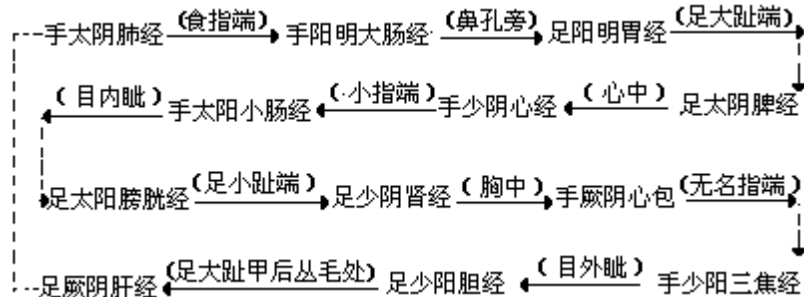 手太阴肺经 (食指端) 手阳明大肠经 (鼻孔旁) 足阳明胃经 (足大趾端)
(目内眦) 手太阳小肠经 (小指端) 手少阴心经 (心中) 足太阴脾经
足太阳膀胱经 (足小趾端) 足少阴肾经 (胸中) 手厥阴心包 (无名指端)
足厥阴肝经 (足大趾甲后丛毛处) 足少阳胆经 (目外眦) 手少阳三焦经